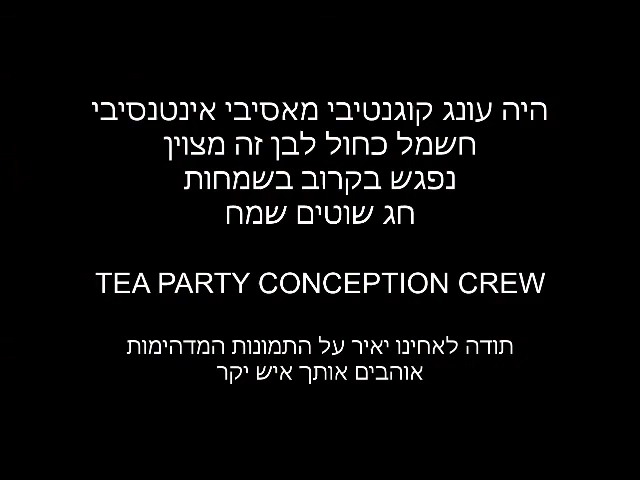 היה עונג קוגנטיבי מאסיבי אינטנסיבי
חשמל כחול לבן זה מצוין
נפגש בקרוב בשמחות
חג שוטים שמח
TEA PARTY CONCEPTION CREW
תודה לאחינו יאיר על התמונות המדהימות
אוהבים אותך איש יקר